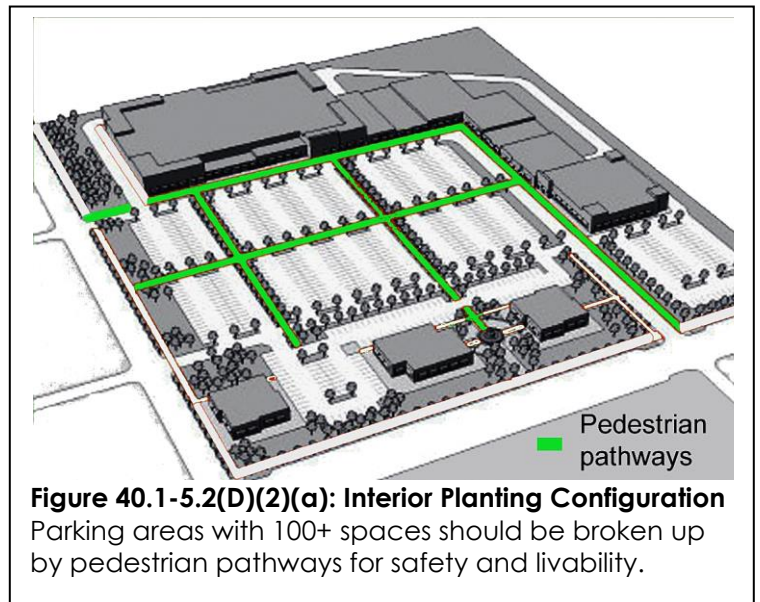 Pedestrian
pathways
Figure 40.1-5.2(D)(2)(a): Interior Planting Configuration
Parking areas with 100+ spaces should be broken up
by pedestrian pathways for safety and livability.